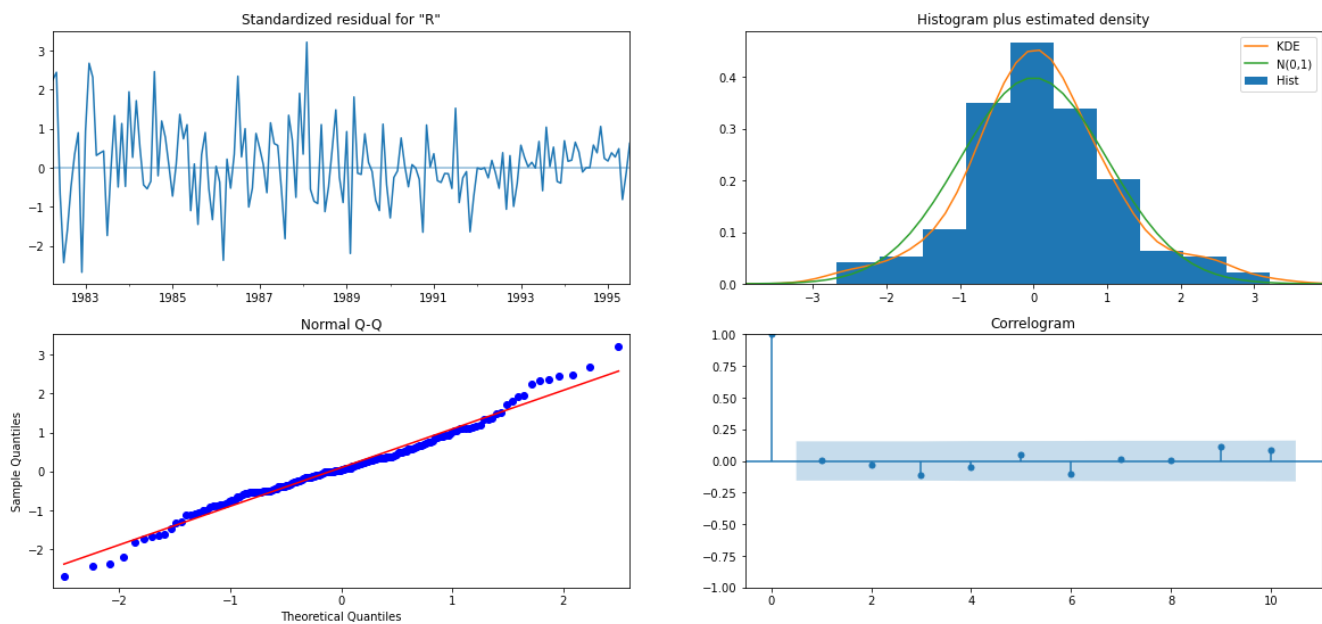 Standardized residual for "R"
3
2
1
0
−1
−2
1983 1985 1987 1989 1991 1993 1995
Histogram plus estimated density
KDE
N(0,1)
Hist
0.4
0.3
0.2
0.1
0.0
−3 −2 −1 0 1 2 3
Normal Q-Q
Sample Quantiles
3
2
1
0
−1
−2
−2 −1 0 1 2
Theoretical Quantiles
Correlogram
1.00
0.75
0.50
0.25
0.00
−0.25
−0.50
−0.75
−1.00
0 2 4 6 8 10